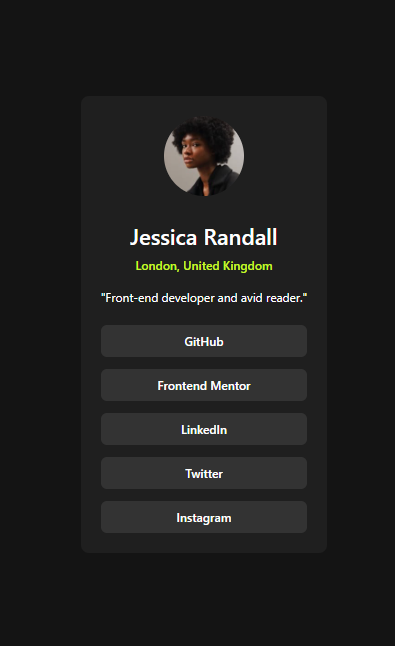 Jessica Randall
London, United Kingdom
"Front-end developer and avid reader."
GitHub
Frontend Mentor
LinkedIn
Twitter
Instagram